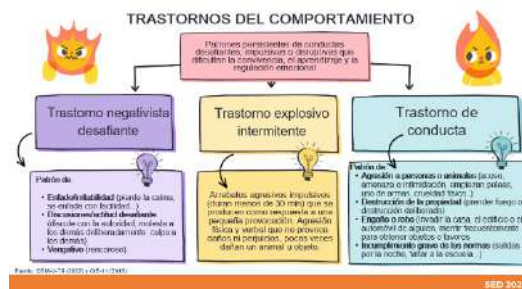 TRASTORNOS DEL COMPORTAMIENTO
Patrones persistentes de conductas
desafiantes, impulsivas o disruptivas que
dificultan la convivencia, el aprendizaje y la
regulación emocional
Trastorno negativista
desafiante
Trastorno explosivo
intermitente
Trastorno de
conducta
Patrón de
• Enfado/irritabilidad (pierde la calma,
se enfada con facilidad...)
• Discusiones/actitud desafiante
(discute con la autoridad, molesta a
los demás deliberadamente, culpa a
los demás)
• Vengativo (rencoroso)
Arrebatos agresivos impulsivos
(duran menos de 30 min) que se
producen como respuesta a una
pequeña provocación. Agresión
física y verbal que no provoca
daños ni perjuicios, pocas veces
dañan un animal u objeto.
Patrón de
• Agresión a personas o animales (acoso,
amenaza o intimidación, empiezan peleas,
uso de armas, crueldad física..)
• Destrucción de la propiedad (prender fuego o
destrucción deliberada)
• Engaño o robo (invadir la casa, el edificio o el
automóvil de alguien, mentir frecuentemente
para obtener objetos o favores
• Incumplimiento grave de las normas (salidas
por la noche, faltar a la escuela...)
Fuente: DSM-V-TR (2022) y CIE-11 (2019)
SED 202